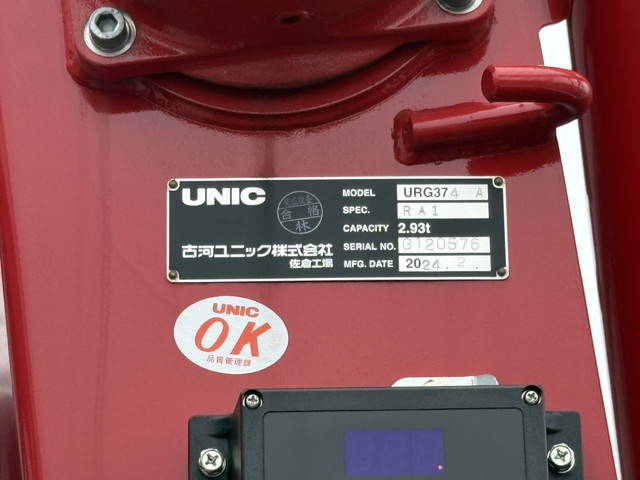 UNIC
合格
林
MODEL URG374 A
SPEC. RA1
CAPACITY 2.93t
SERIAL NO. G120576
MFG. DATE 2024.2.
古河ユニック株式会社
佐倉工場
UNIC
OK
品質管理課